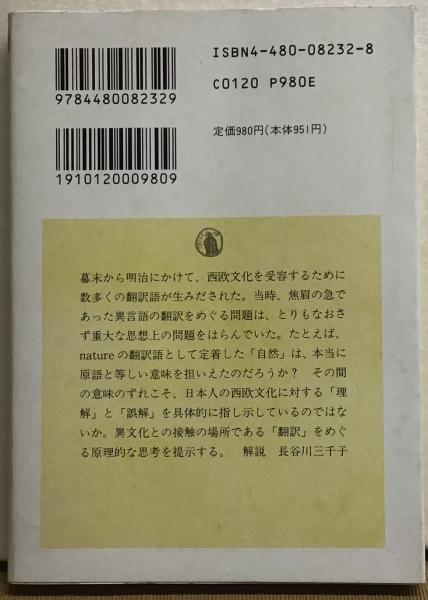 ISBN4-480-08232-8
C0120 P980E
9784480082329
定価980円(本体951円)
1910120009809
幕末から明治にかけて、西欧文化を受容するために
数多くの翻訳語が生みだされた。当時、焦眉の急で
あった異言語の翻訳をめぐる問題は、とりもなおさ
ず重大な思想上の問題をはらんでいた。たとえば、
natureの翻訳語として定着した「自然」は、本当に
原語と等しい意味を担いえたのだろうか? その間
の意味のずれこそ、日本人の西欧文化に対する「理
解」と「誤解」を具体的に指し示しているのではな
いか。異文化との接触の場所である「翻訳」をめぐ
る原理的な思考を提示する。 解説 長谷川三千子